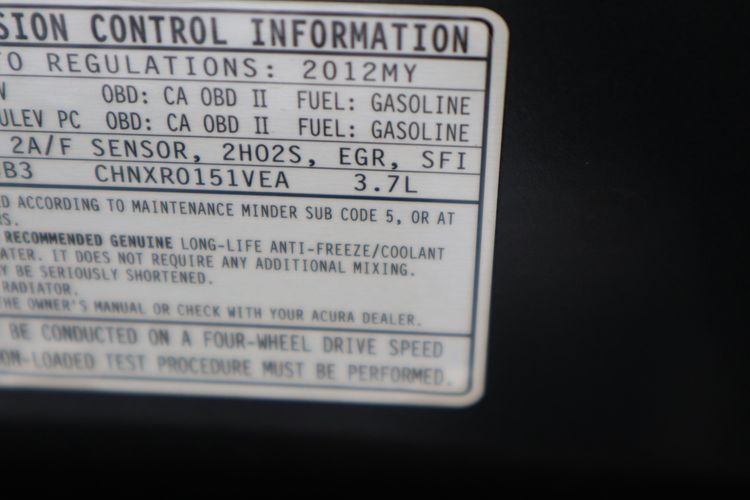 SION CONTROL INFORMATION
TO REGULATIONS: 2012MY
N OBD: CA OBD II FUEL: GASOLINE
ULEV PC OBD: CA OBD II FUEL: GASOLINE
2A/F SENSOR, 2HO2S, EGR, SFI
B3 CHNXR0151VEA 3.7L
D ACCORDING TO MAINTENANCE MINDER SUB CODE 5, OR AT
RS.
RECOMMENDED GENUINE LONG-LIFE ANTI-FREEZE/COOLANT
ATER. IT DOES NOT REQUIRE ANY ADDITIONAL MIXING.
Y BE SERIOUSLY SHORTENED.
RADIATOR.
THE OWNER'S MANUAL OR CHECK WITH YOUR ACURA DEALER.
BE CONDUCTED ON A FOUR-WHEEL DRIVE SPEED
ON-LOADED TEST PROCEDURE MUST BE PERFORMED.